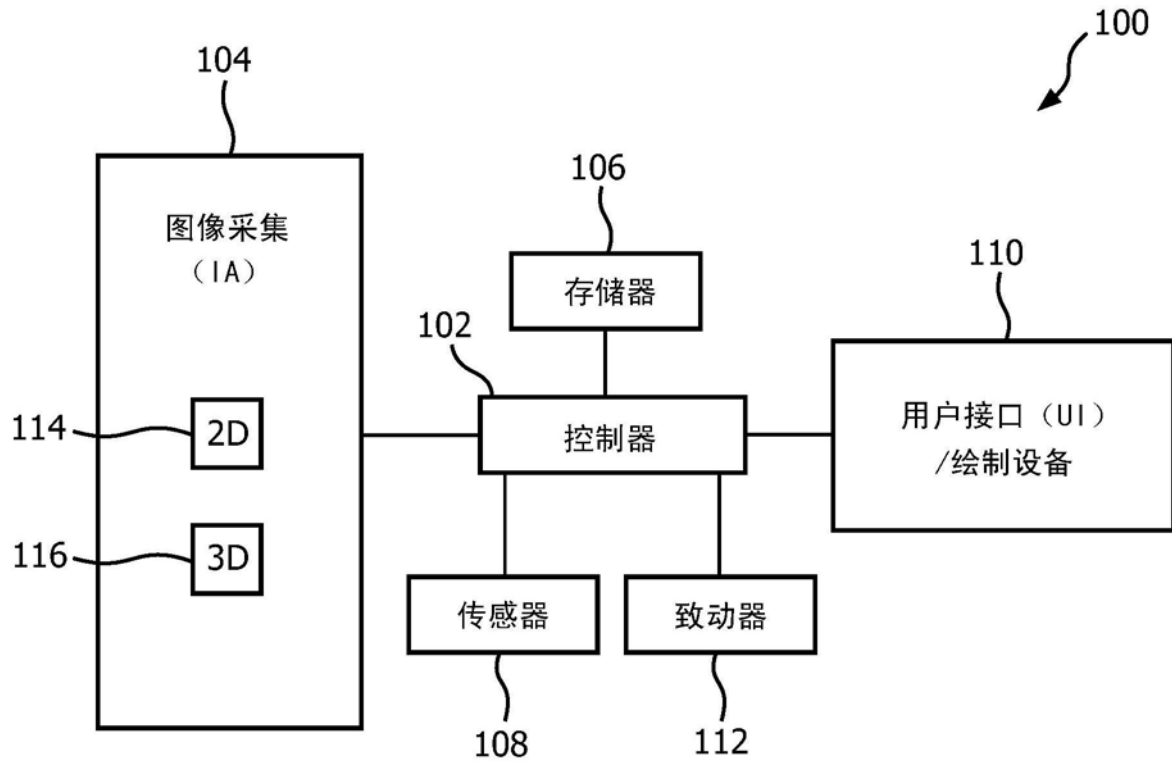 100
104
图像采集
（IA）
106
存储器
110
102
控制器
用户接口（UI）
/绘制设备
114
2D
116
3D
传感器
致动器
108
112